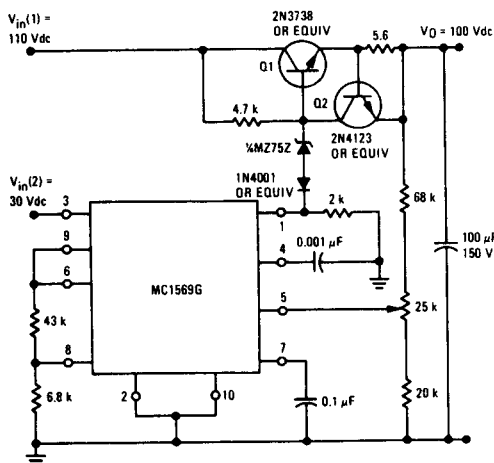 Vin(1) =
110 Vdc
2N3738
OR EQUIV
Q1
5.6
VO = 100 Vdc
Q2
4.7 k
2N4123
OR EQUIV
¼MZ75Z
Vin(2) =
30 Vdc
1N4001
OR EQUIV
68 k
3
1
2 k
9
4
0.001 µF
100 µF
150 V
6
MC1569G
5
25 k
43 k
8
7
6.8 k
2
10
0.1 µF
20 k